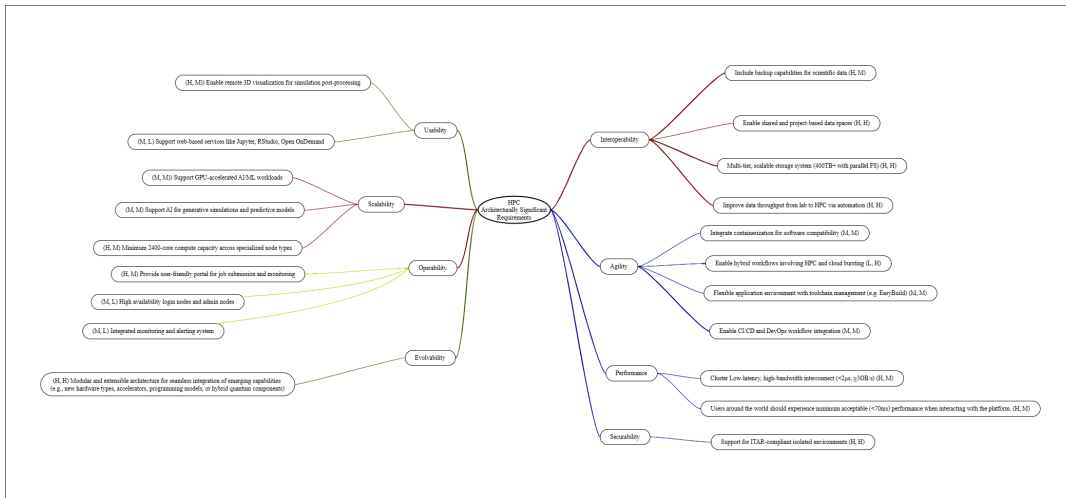 HPC
Architecturally Significant
Requirements
Usability
(H, M)) Enable remote 3D visualization for simulation post-processing
(M, L) Support web-based services like Jupyter, RStudio, Open OnDemand
Scalability
(M, M)) Support GPU-accelerated AI/ML workloads
(M, M) Support AI for generative simulations and predictive models
(H, M) Minimum 2400-core compute capacity across specialized node types
Operability
(H, M) Provide user-friendly portal for job submission and monitoring
(M, L) High availability login nodes and admin nodes
(M, L) Integrated monitoring and alerting system
Evolvability
(H, H) Modular and extensible architecture for seamless integration of emerging capabilities
(e.g., new hardware types, accelerators, programming models, or hybrid quantum components)
Interoperability
Include backup capabilities for scientific data (H, M)
Enable shared and project-based data spaces (H, H)
Multi-tier, scalable storage system (400TB+ with parallel FS) (H, H)
Improve data throughput from lab to HPC via automation (H, H)
Agility
Integrate containerization for software compatibility (M, M)
Enable hybrid workflows involving HPC and cloud bursting (L, H)
Flexible application environment with toolchain management (e.g. EasyBuild) (M, M)
Enable CI/CD and DevOps workflow integration (M, M)
Performance
Cluster Low-latency, high-bandwidth interconnect (<2μs, ≥5GB/s) (H, M)
Users around the world should experience minimum acceptable (<70ms) performance when interacting with the platform. (H, M)
Securability
Support for ITAR-compliant isolated environments (H, H)